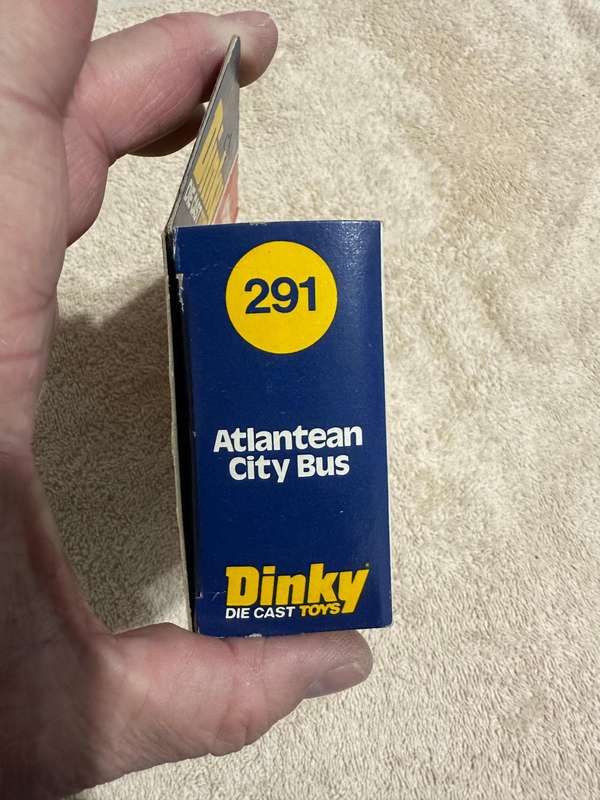 291
Atlantean
City Bus
Dinky
DIE CAST TOYS